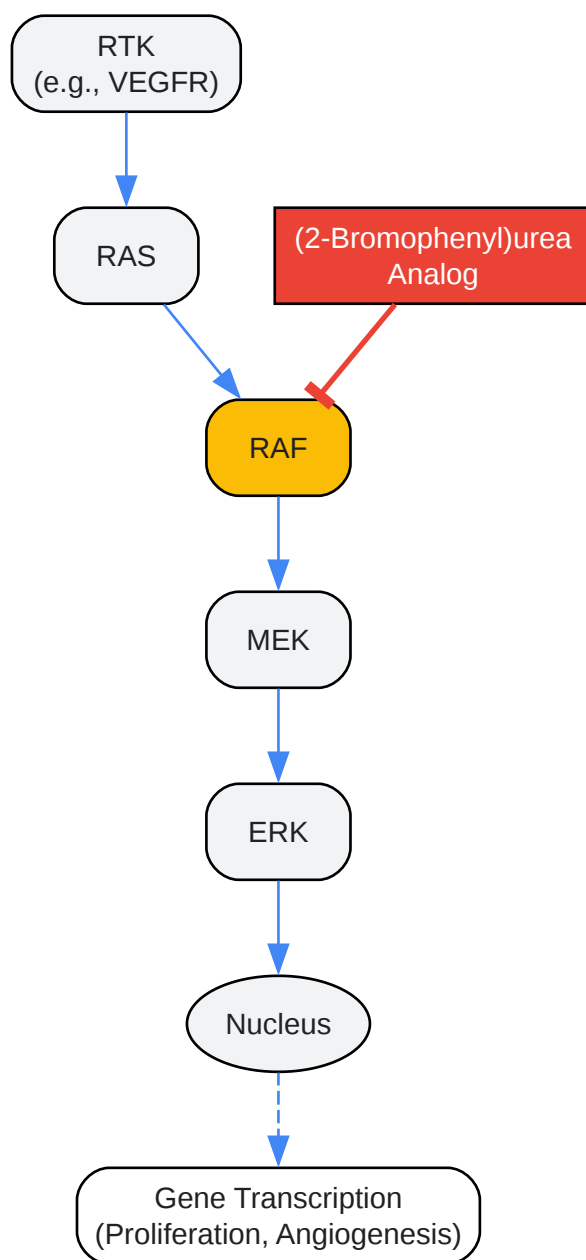 RTK
(e.g., VEGFR)
RAS
(2-Bromophenyl)urea
Analog
RAF
MEK
ERK
Nucleus
Gene Transcription
(Proliferation, Angiogenesis)